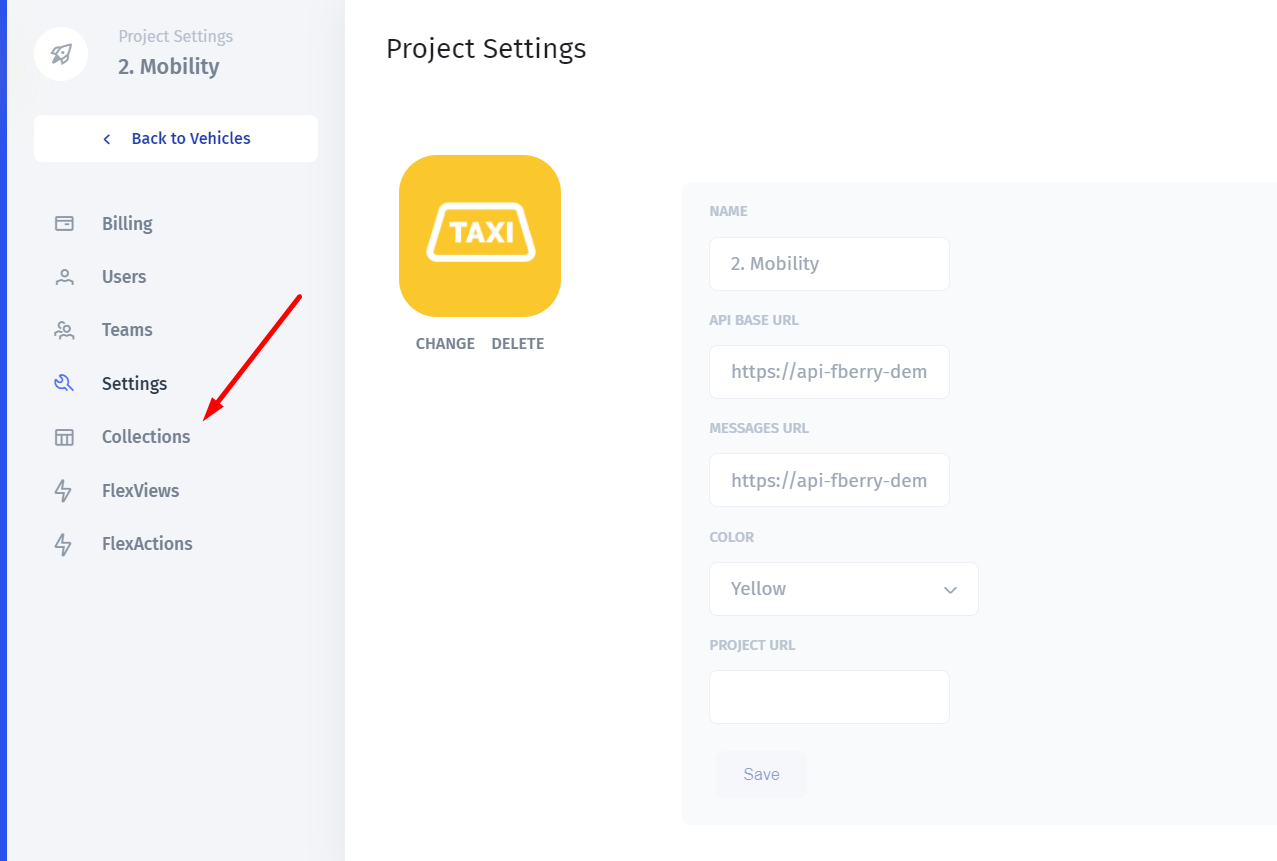 Project Settings
2. Mobility
Back to Vehicles
Billing
Users
Teams
Settings
Collections
FlexViews
FlexActions
Project Settings
TAXI
CHANGE DELETE
NAME
2. Mobility
API BASE URL
https://api-fberry-dem
MESSAGES URL
https://api-fberry-dem
COLOR
Yellow
PROJECT URL
Save